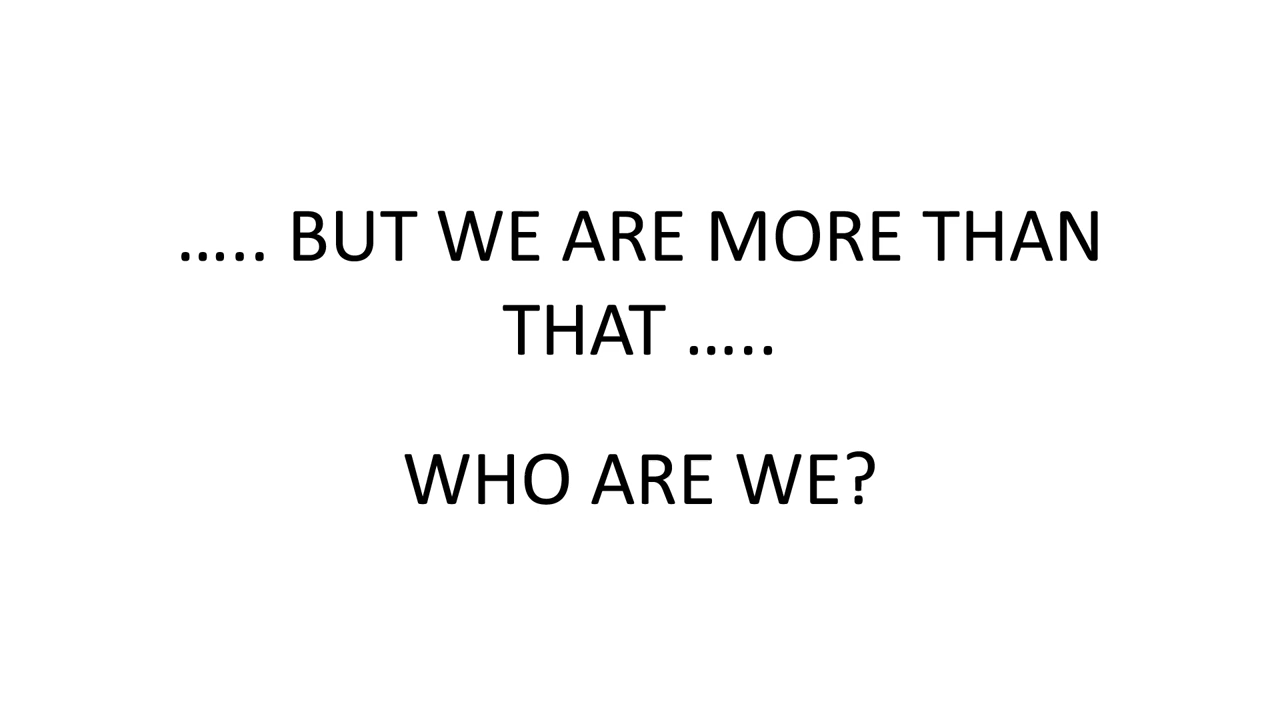 ….. BUT WE ARE MORE THAN
THAT …..
WHO ARE WE?